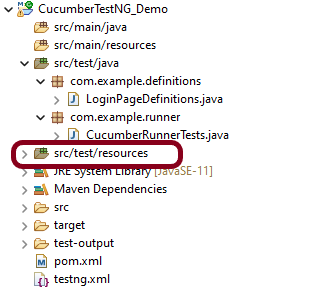 CucumberTestNG_Demo
src/main/java
src/main/resources
src/test/java
com.example.definitions
LoginPageDefinitions.java
com.example.runner
CucumberRunnerTests.java
src/test/resources
JRE System Library [JavaSE-11]
Maven Dependencies
src
target
test-output
pom.xml
testng.xml